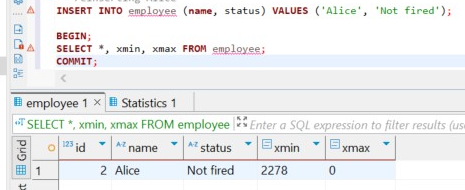 INSERT INTO employee (name, status) VALUES ('Alice', 'Not fired');
BEGIN;
SELECT *, xmin, xmax FROM employee;
COMMIT;
employee 1 Statistics 1
SELECT *, xmin, xmax FROM employee Enter a SQL expression to filter results (use
Grid 123 id A-Z name A-Z status xmin xmax
1 2 Alice Not fired 2278 0